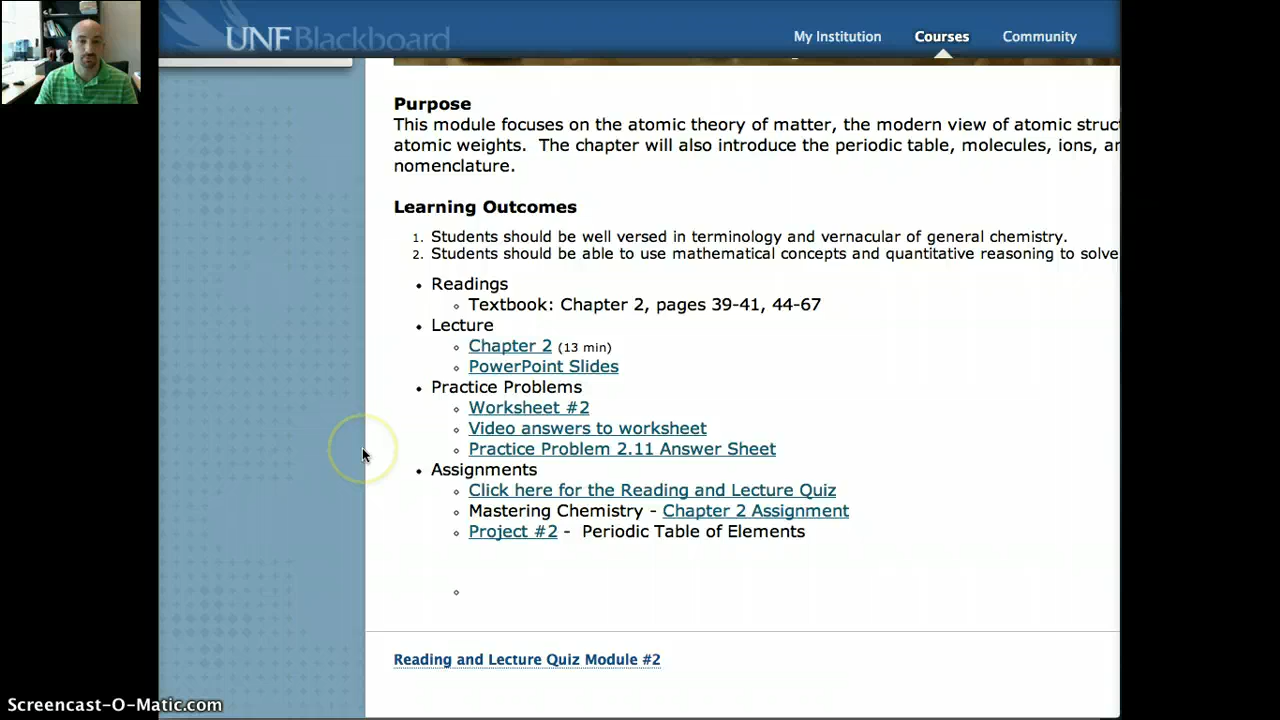 UNF Blackboard
My Institution
Courses
Community
Purpose
This module focuses on the atomic theory of matter, the modern view of atomic struc
atomic weights. The chapter will also introduce the periodic table, molecules, ions, ar
nomenclature.
Learning Outcomes
1. Students should be well versed in terminology and vernacular of general chemistry.
2. Students should be able to use mathematical concepts and quantitative reasoning to solve
Readings
Textbook: Chapter 2, pages 39-41, 44-67
Lecture
Chapter 2 (13 min)
PowerPoint Slides
Practice Problems
Worksheet #2
Video answers to worksheet
Practice Problem 2.11 Answer Sheet
Assignments
Click here for the Reading and Lecture Quiz
Mastering Chemistry - Chapter 2 Assignment
Project #2 - Periodic Table of Elements
Reading and Lecture Quiz Module #2
Screencast-O-Matic.com